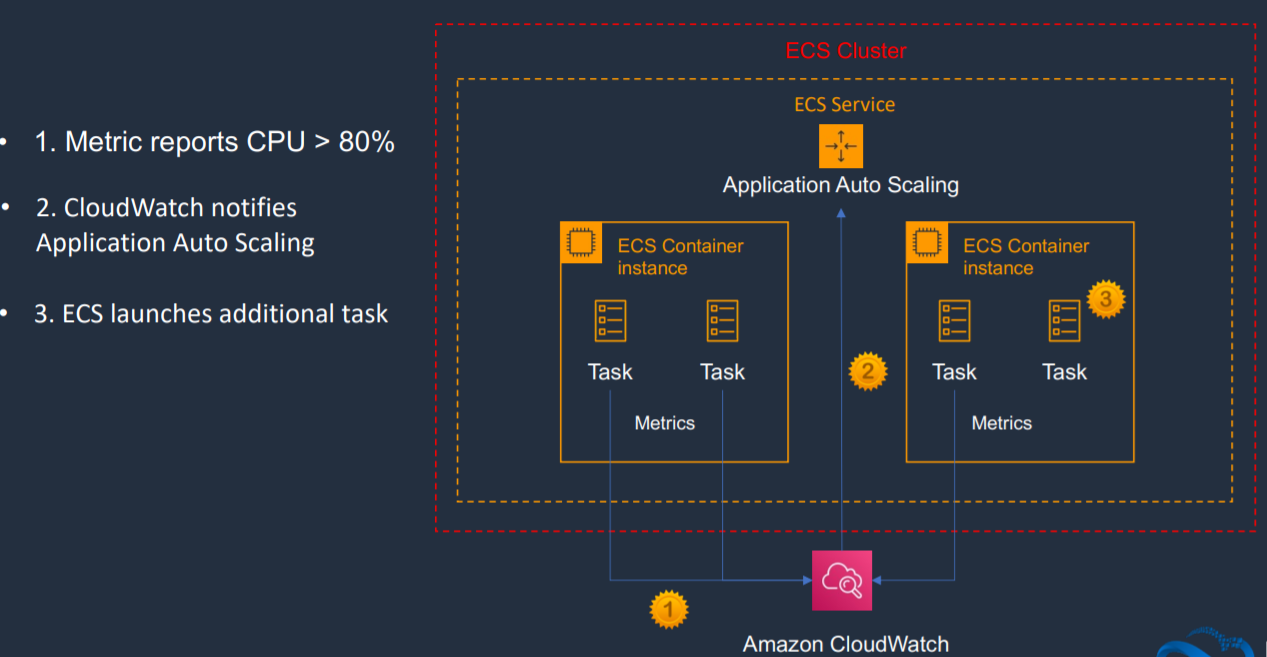 • 1. Metric reports CPU > 80%
• 2. CloudWatch notifies
Application Auto Scaling
• 3. ECS launches additional task
ECS Cluster
ECS Service
Application Auto Scaling
ECS Container
instance
Task Task
Metrics
2
ECS Container
instance
3
Task Task
Metrics
1
Amazon CloudWatch